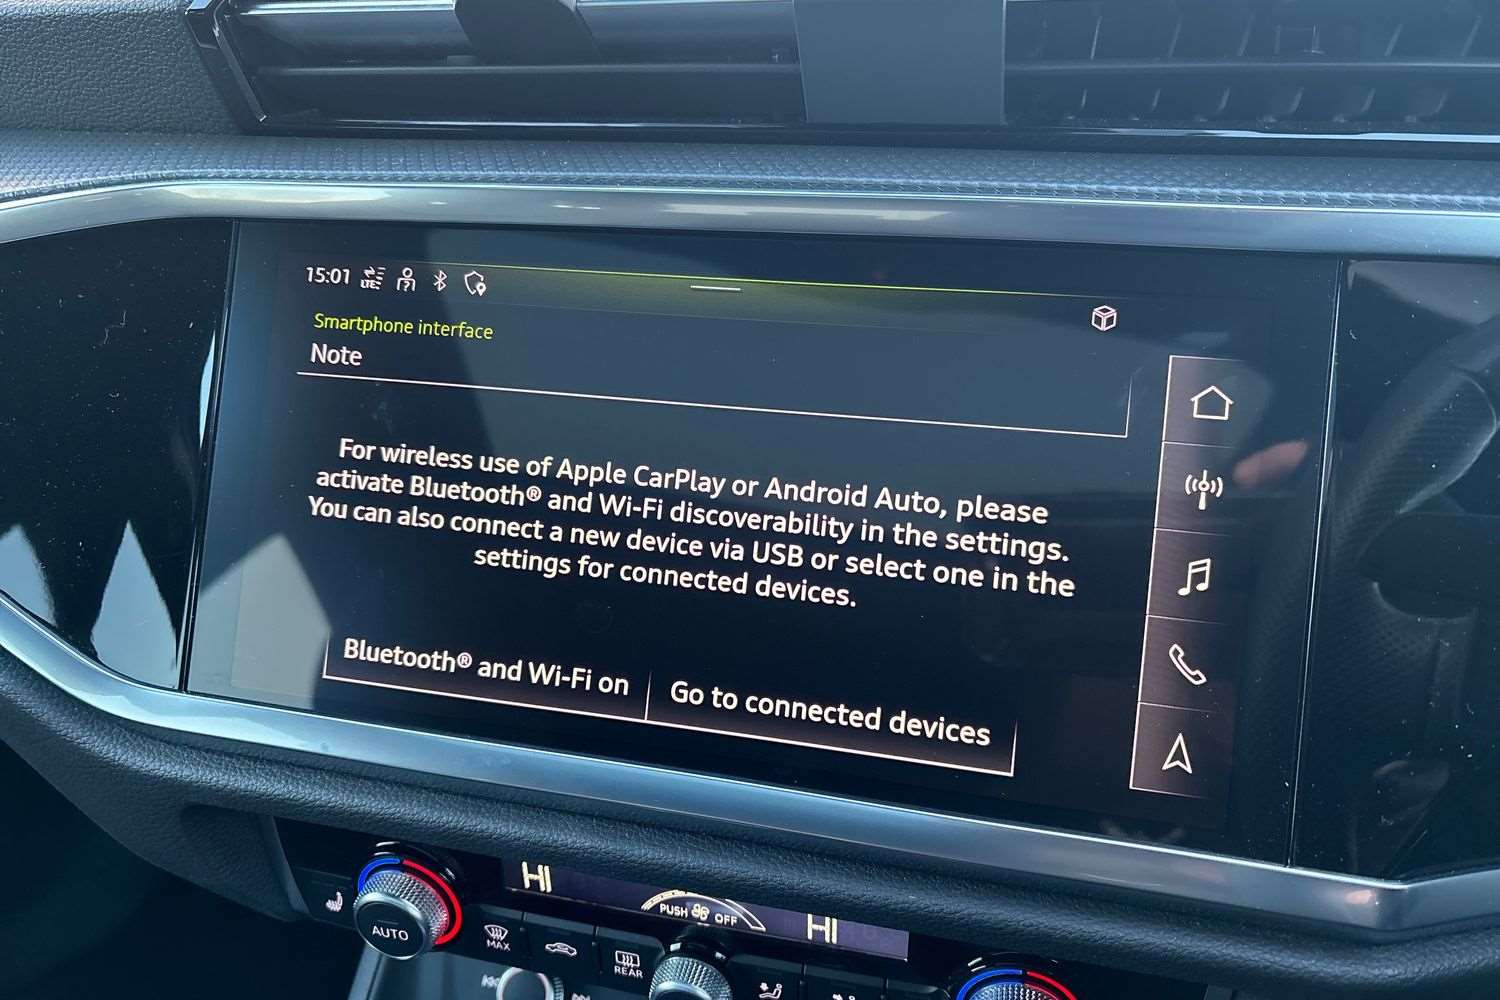 15:01 LTE
Smartphone interface
Note
For wireless use of Apple CarPlay or Android Auto, please
activate Bluetooth® and Wi-Fi discoverability in the settings.
You can also connect a new device via USB or select one in the
settings for connected devices.
Bluetooth® and Wi-Fi on
Go to connected devices
HI
PUSH OFF
HI
AUTO
MAX
REAR